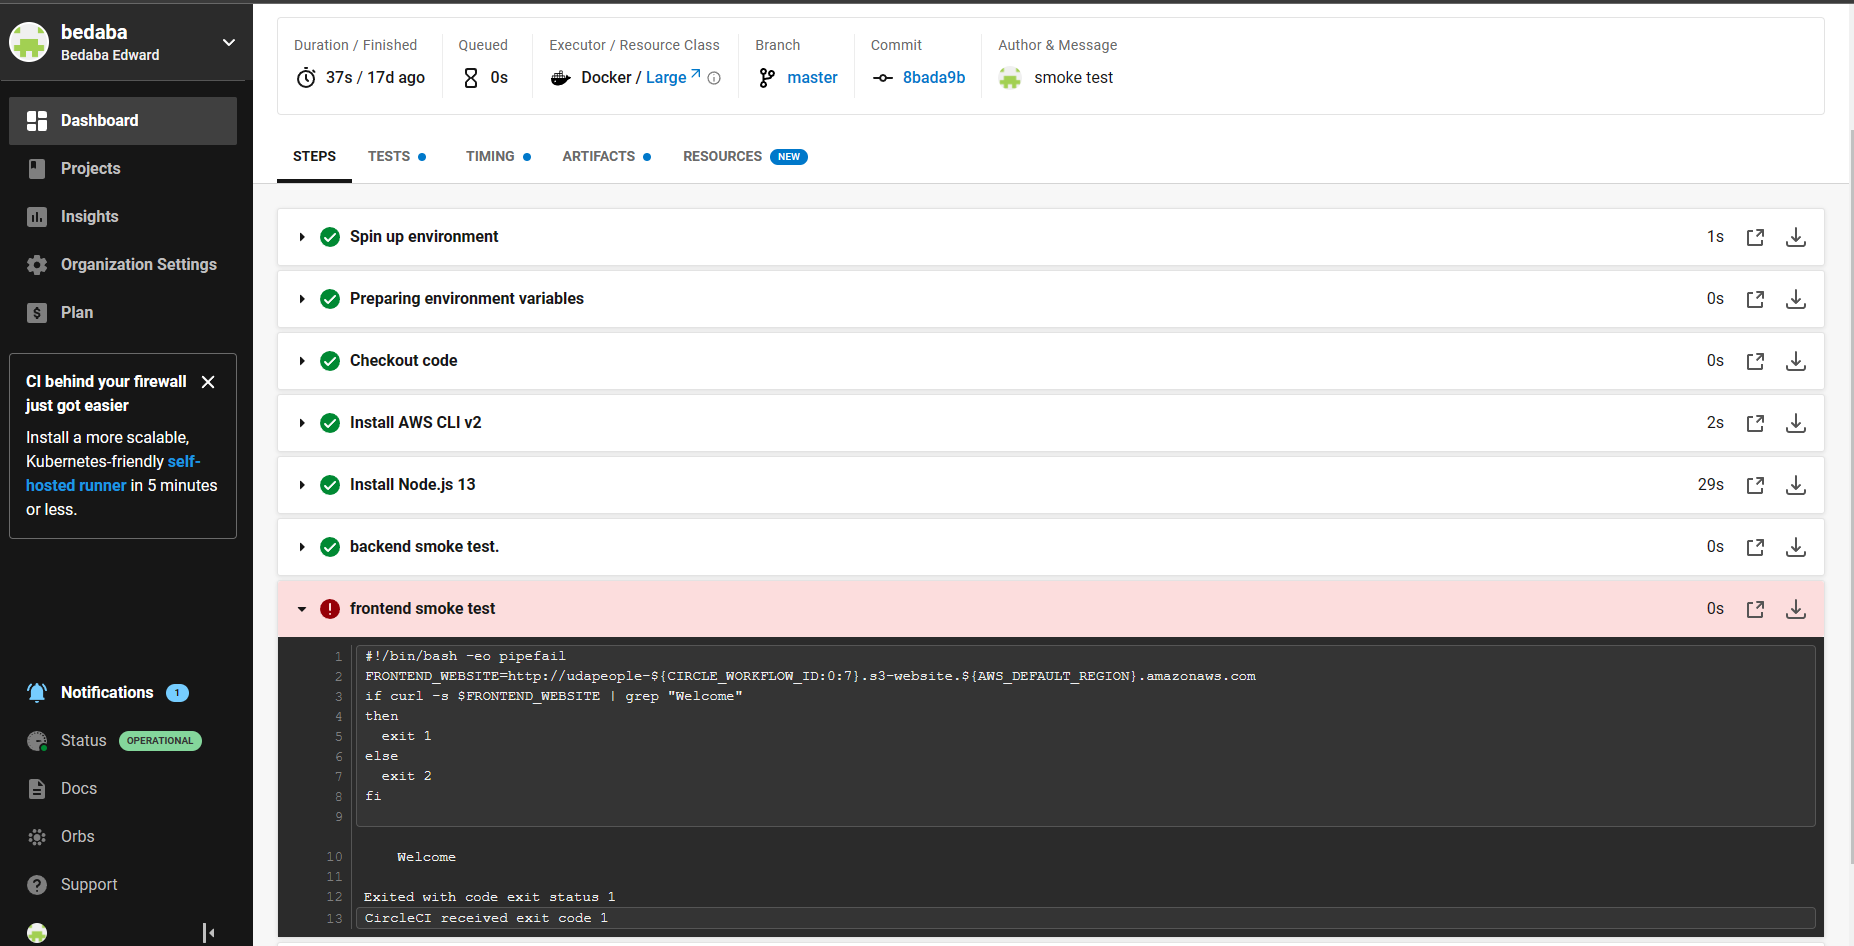 bedaba
Bedaba Edward
Dashboard
Projects
Insights
Organization Settings
$ Plan
CI behind your firewall
just got easier
Install a more scalable,
Kubernetes-friendly self-
hosted runner in 5 minutes
or less.
Notifications 1
Status OPERATIONAL
Docs
Orbs
? Support
Duration / Finished
37s / 17d ago
Queued
0s
Executor / Resource Class
Docker / Large
Branch
master
Commit
8bada9b
Author & Message
smoke test
STEPS TESTS TIMING ARTIFACTS RESOURCES NEW
Spin up environment 1s
Preparing environment variables 0s
Checkout code 0s
Install AWS CLI v2 2s
Install Node.js 13 29s
backend smoke test. 0s
! frontend smoke test 0s
1 #!/bin/bash -eo pipefail
2 FRONTEND_WEBSITE=http://udapeople-${CIRCLE_WORKFLOW_ID:0:7}.s3-website.${AWS_DEFAULT_REGION}.amazonaws.com
3 if curl -s $FRONTEND_WEBSITE | grep "Welcome"
4 then
5 exit 1
6 else
7 exit 2
8 fi
9
10 Welcome
11
12 Exited with code exit status 1
13 CircleCI received exit code 1